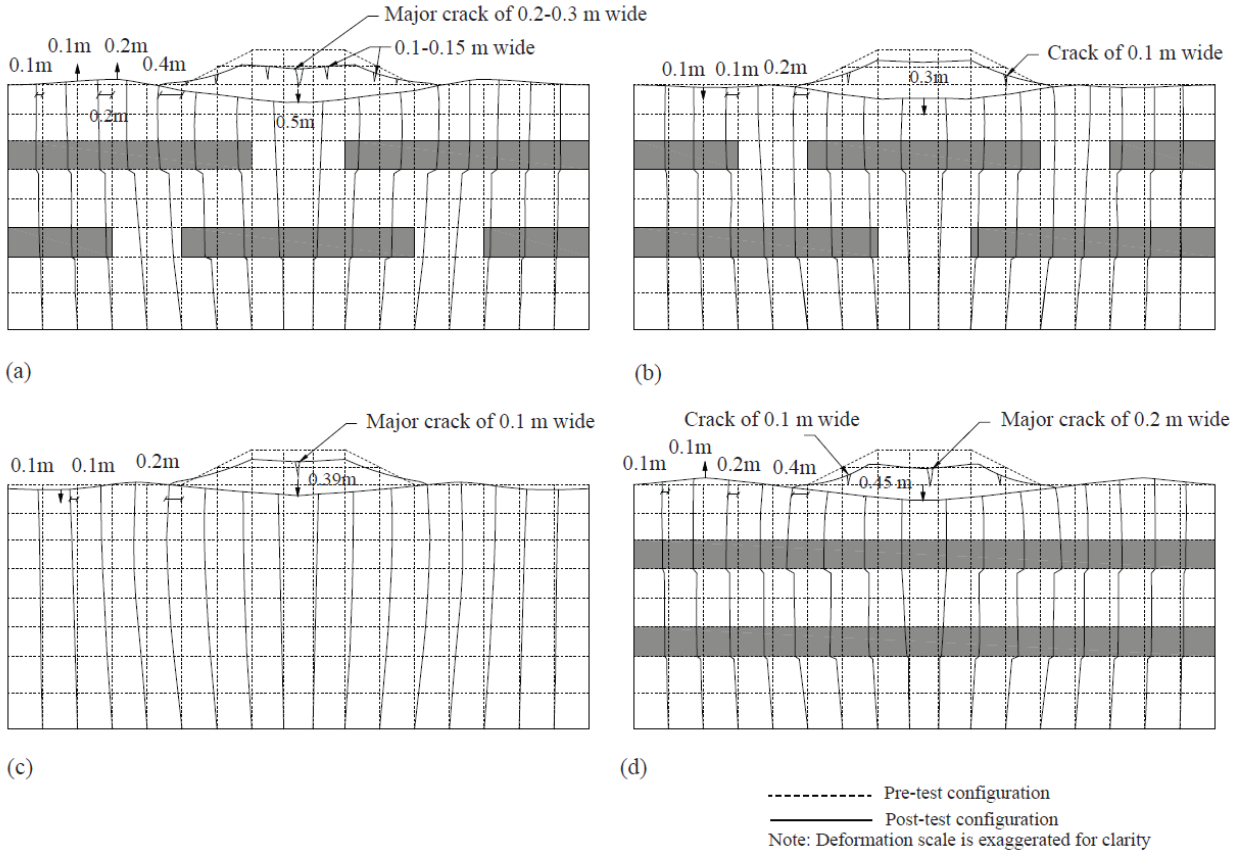 Major crack of 0.2-0.3 m wide
0.1-0.15 m wide
0.1m
0.2m
0.1m
0.4m
0.2m
0.5m
(a)
Crack of 0.1 m wide
0.1m
0.1m
0.2m
0.3m
(b)
Major crack of 0.1 m wide
0.1m
0.1m
0.2m
0.39m
(c)
Crack of 0.1 m wide
Major crack of 0.2 m wide
0.1m
0.1m
0.2m
0.4m
0.45 m
(d)
Pre-test configuration
Post-test configuration
Note: Deformation scale is exaggerated for clarity